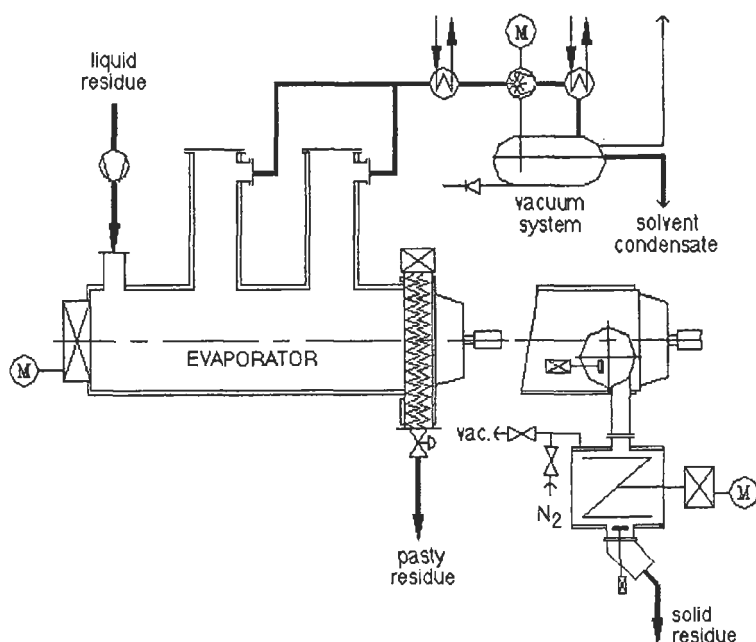 liquid
residue
M
vacuum
system
solvent
condensate
EVAPORATOR
M
vac.
N2
M
pasty
residue
solid
residue